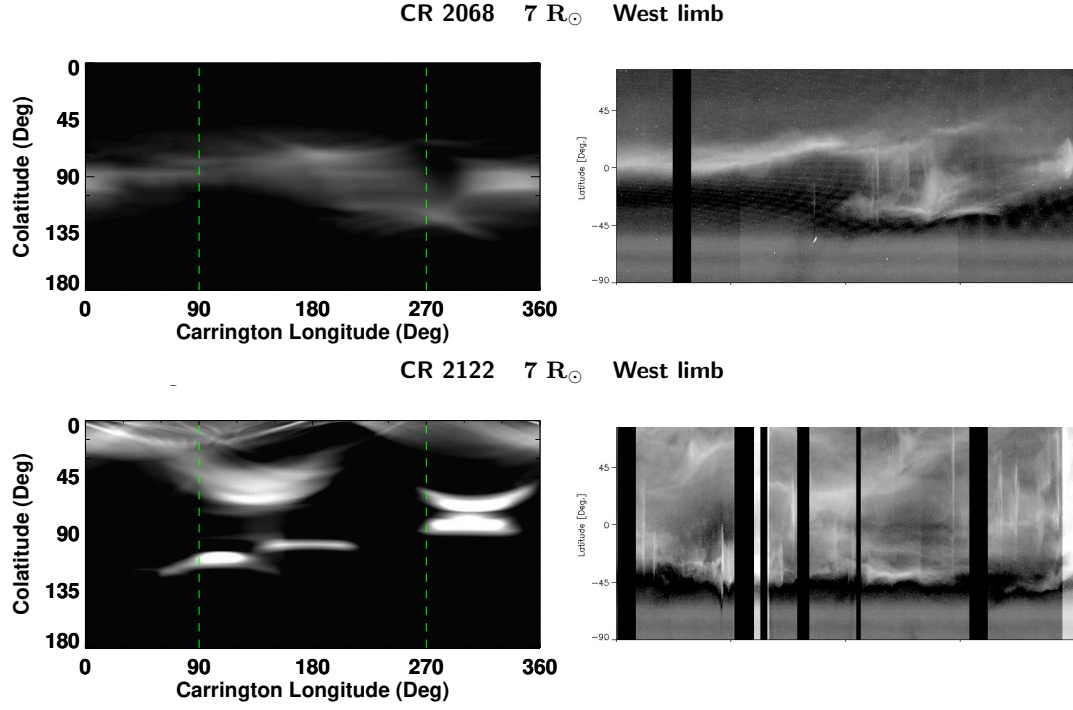 CR 2068 7 R☉ West limb
Colatitude (Deg)
0
45
90
135
180
0 90 180 270 360
Carrington Longitude (Deg)
Latitude [Deg.]
45
0
−45
−90
CR 2122 7 R☉ West limb
Colatitude (Deg)
0
45
90
135
180
0 90 180 270 360
Carrington Longitude (Deg)
Latitude [Deg.]
45
0
−45
−90